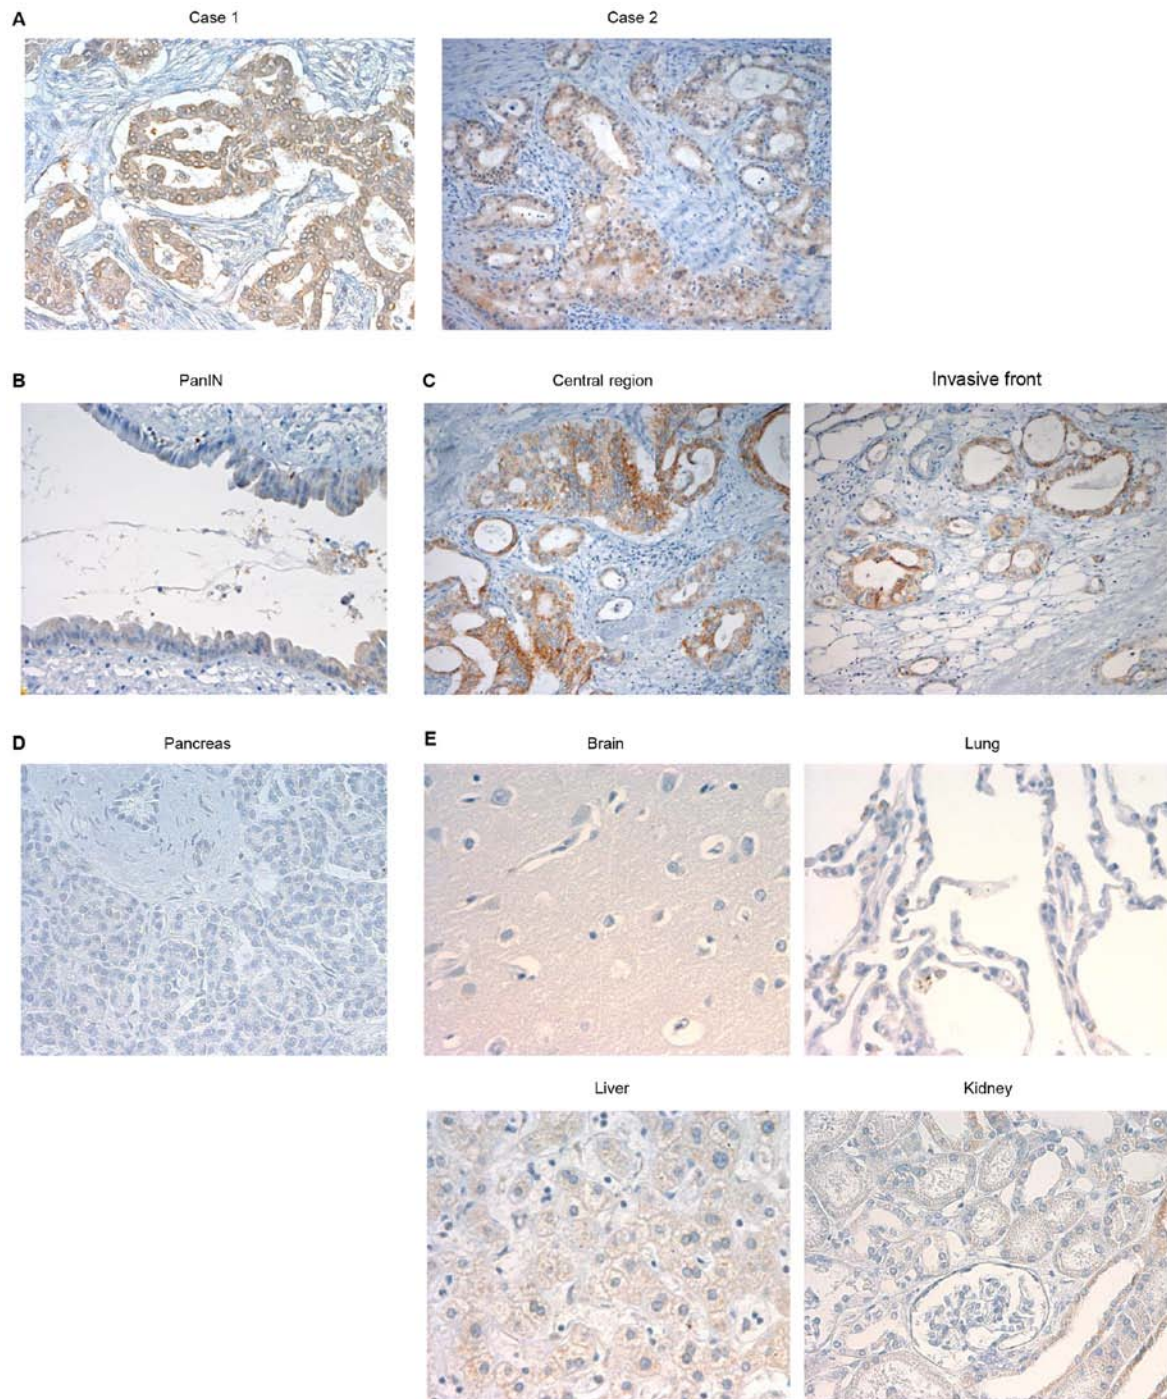 A
Case 1
Case 2
B
PanIN
C
Central region
Invasive front
D
Pancreas
E
Brain
Lung
Liver
Kidney